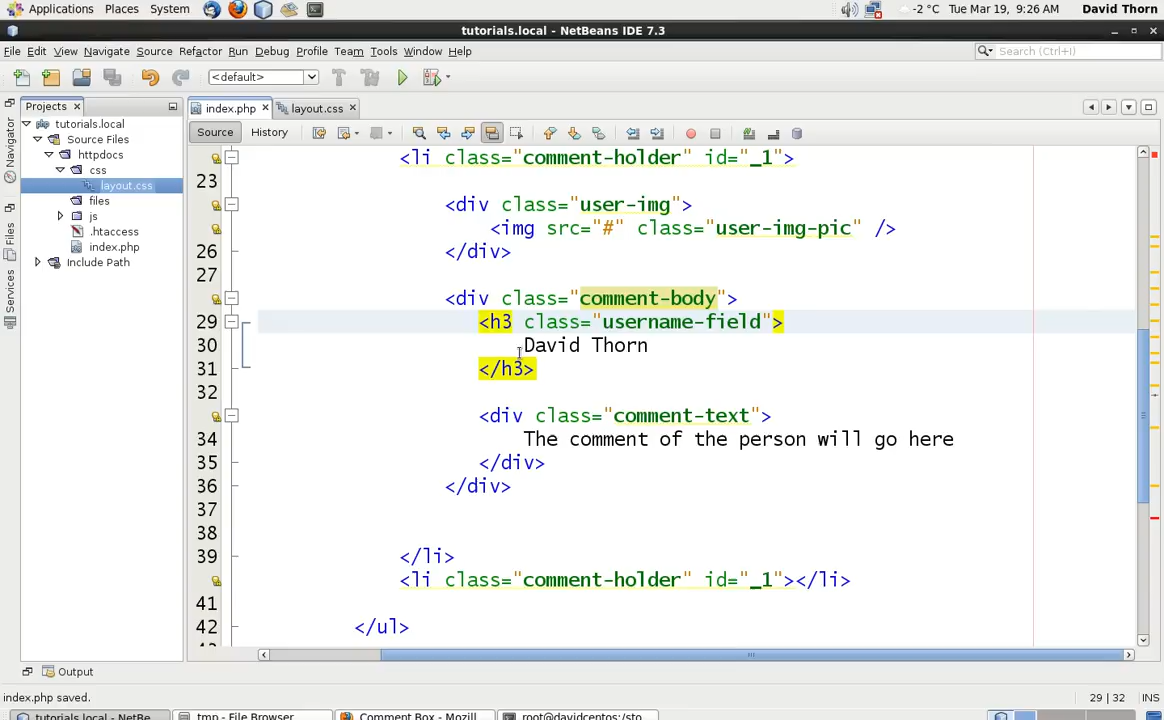 Applications Places System -2 °C Tue Mar 19, 9:26 AM David Thorn
tutorials.local - NetBeans IDE 7.3
File Edit View Navigate Source Refactor Run Debug Profile Team Tools Window Help Search (Ctrl+I)
<default>
Projects index.php layout.css
tutorials.local
Source Files
httpdocs
css
layout.css
files
js
.htaccess
index.php
Include Path
Navigator
Files
Services
Source History
<li class="comment-holder" id="_1">
23
<div class="user-img">
<img src="#" class="user-img-pic" />
26 </div>
27
<div class="comment-body">
29 <h3 class="username-field">
30 David Thorn
31 </h3>
32
<div class="comment-text">
34 The comment of the person will go here
35 </div>
36 </div>
37
38
39 </li>
<li class="comment-holder" id="_1"></li>
41
42 </ul>
Output
index.php saved. 29 | 32 INS
tutorials.local - NetBe... tmp - File Browser Comment Box - Mozill... root@davidcentos:/sto...